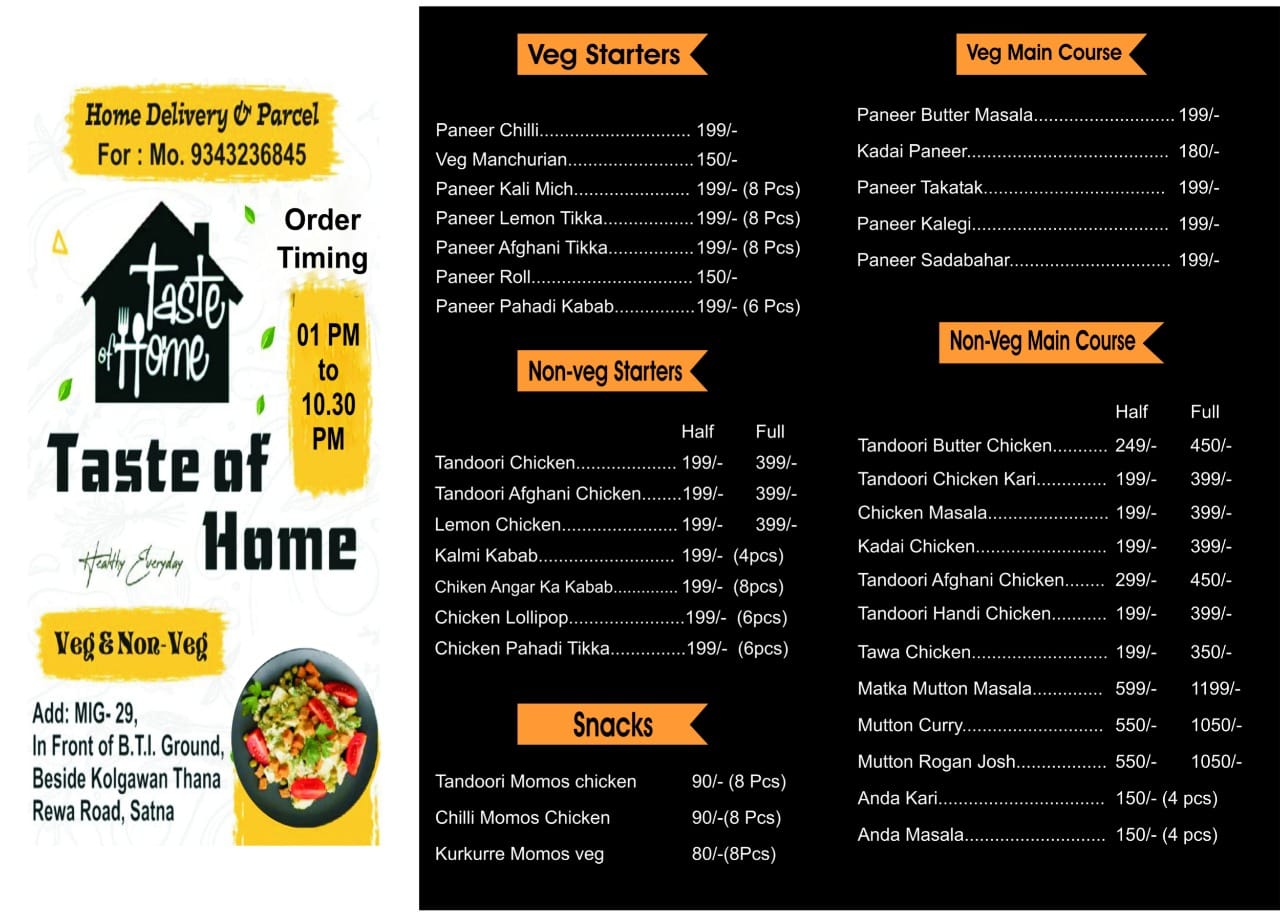 Home Delivery & Parcel
For : Mo. 9343236845
Order
Timing
01 PM
to
10.30
PM
Taste
of Home
Taste of
Home
Healthy Everyday
Veg & Non-Veg
Add: MIG- 29,
In Front of B.T.I. Ground,
Beside Kolgawan Thana
Rewa Road, Satna
Veg Starters
Paneer Chilli.............................. 199/-
Veg Manchurian......................... 150/-
Paneer Kali Mich....................... 199/- (8 Pcs)
Paneer Lemon Tikka.................. 199/- (8 Pcs)
Paneer Afghani Tikka................. 199/- (8 Pcs)
Paneer Roll................................ 150/-
Paneer Pahadi Kabab................ 199/- (6 Pcs)
Non-veg Starters
Half Full
Tandoori Chicken.................... 199/- 399/-
Tandoori Afghani Chicken........ 199/- 399/-
Lemon Chicken....................... 199/- 399/-
Kalmi Kabab........................... 199/- (4pcs)
Chiken Angar Ka Kabab.............. 199/- (8pcs)
Chicken Lollipop....................... 199/- (6pcs)
Chicken Pahadi Tikka............... 199/- (6pcs)
Snacks
Tandoori Momos chicken 90/- (8 Pcs)
Chilli Momos Chicken 90/-(8 Pcs)
Kurkurre Momos veg 80/-(8Pcs)
Veg Main Course
Paneer Butter Masala............................ 199/-
Kadai Paneer........................................ 180/-
Paneer Takatak.................................... 199/-
Paneer Kalegi....................................... 199/-
Paneer Sadabahar................................ 199/-
Non-Veg Main Course
Half Full
Tandoori Butter Chicken........... 249/- 450/-
Tandoori Chicken Kari.............. 199/- 399/-
Chicken Masala........................ 199/- 399/-
Kadai Chicken.......................... 199/- 399/-
Tandoori Afghani Chicken........ 299/- 450/-
Tandoori Handi Chicken........... 199/- 399/-
Tawa Chicken........................... 199/- 350/-
Matka Mutton Masala.............. 599/- 1199/-
Mutton Curry............................ 550/- 1050/-
Mutton Rogan Josh.................. 550/- 1050/-
Anda Kari................................. 150/- (4 pcs)
Anda Masala............................ 150/- (4 pcs)